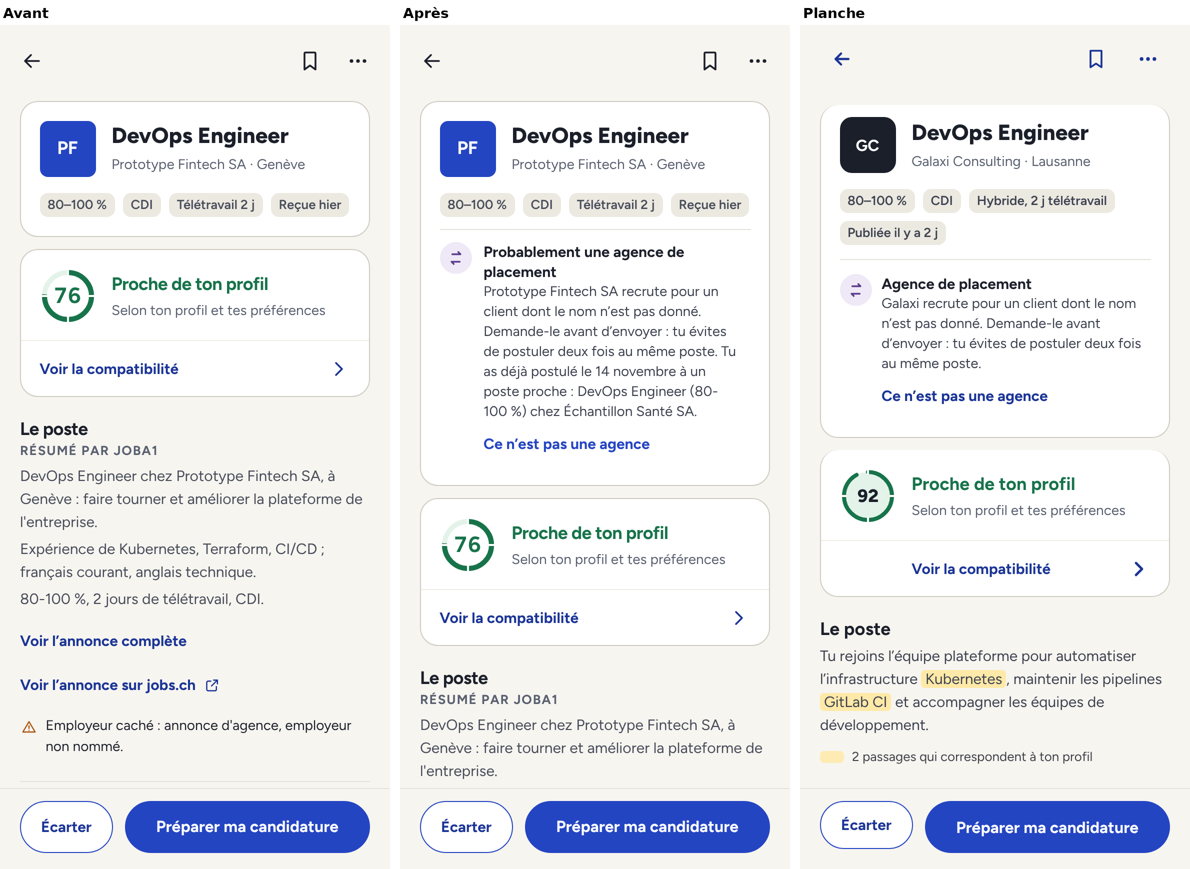 Avant
PF
DevOps Engineer
Prototype Fintech SA · Genève
80–100 %
CDI
Télétravail 2 j
Reçue hier
76
Proche de ton profil
Selon ton profil et tes préférences
Voir la compatibilité
Le poste
RÉSUMÉ PAR JOBA1
DevOps Engineer chez Prototype Fintech SA, à
Genève : faire tourner et améliorer la plateforme de
l'entreprise.
Expérience de Kubernetes, Terraform, CI/CD ;
français courant, anglais technique.
80-100 %, 2 jours de télétravail, CDI.
Voir l’annonce complète
Voir l’annonce sur jobs.ch
Employeur caché : annonce d'agence, employeur
non nommé.
Écarter
Préparer ma candidature
Après
PF
DevOps Engineer
Prototype Fintech SA · Genève
80–100 %
CDI
Télétravail 2 j
Reçue hier
Probablement une agence de
placement
Prototype Fintech SA recrute pour un
client dont le nom n’est pas donné.
Demande-le avant d’envoyer : tu évites
de postuler deux fois au même poste. Tu
as déjà postulé le 14 novembre à un
poste proche : DevOps Engineer (80-
100 %) chez Échantillon Santé SA.
Ce n’est pas une agence
76
Proche de ton profil
Selon ton profil et tes préférences
Voir la compatibilité
Le poste
RÉSUMÉ PAR JOBA1
DevOps Engineer chez Prototype Fintech SA, à
Genève : faire tourner et améliorer la plateforme de
l'entreprise.
Écarter
Préparer ma candidature
Planche
GC
DevOps Engineer
Galaxi Consulting · Lausanne
80–100 %
CDI
Hybride, 2 j télétravail
Publiée il y a 2 j
Agence de placement
Galaxi recrute pour un client dont le nom
n’est pas donné. Demande-le avant
d’envoyer : tu évites de postuler deux fois
au même poste.
Ce n’est pas une agence
92
Proche de ton profil
Selon ton profil et tes préférences
Voir la compatibilité
Le poste
Tu rejoins l’équipe plateforme pour automatiser
l’infrastructure Kubernetes, maintenir les pipelines
GitLab CI et accompagner les équipes de
développement.
2 passages qui correspondent à ton profil
Écarter
Préparer ma candidature